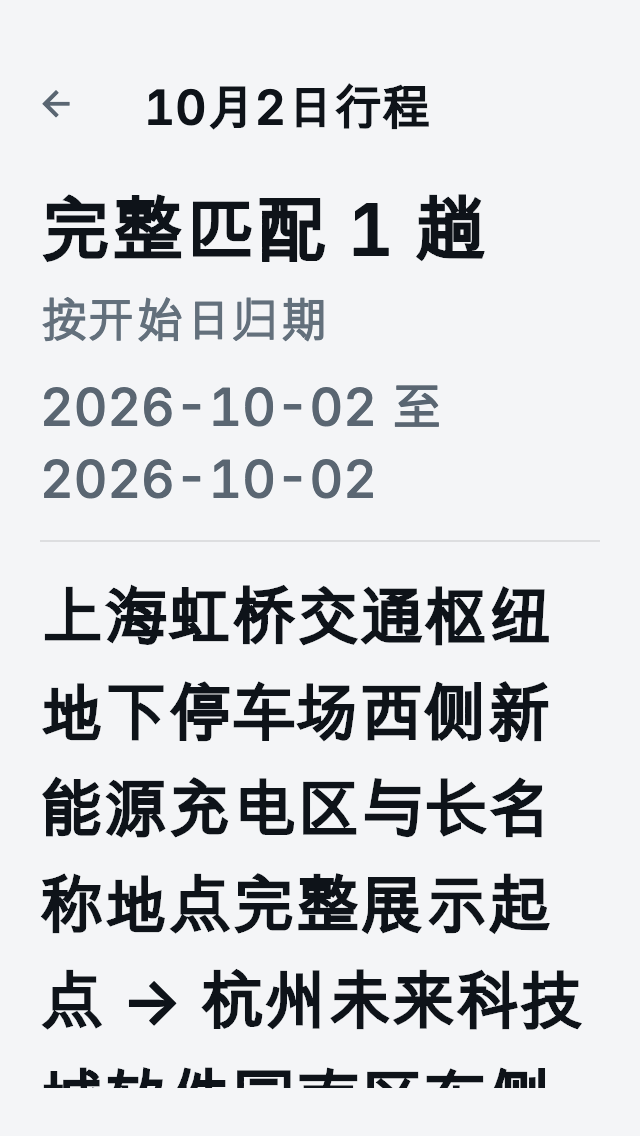 ← 10月2日行程
完整匹配 1 趟
按开始日归期
2026-10-02 至
2026-10-02
上海虹桥交通枢纽
地下停车场西侧新
能源充电区与长名
称地点完整展示起
点 → 杭州未来科技